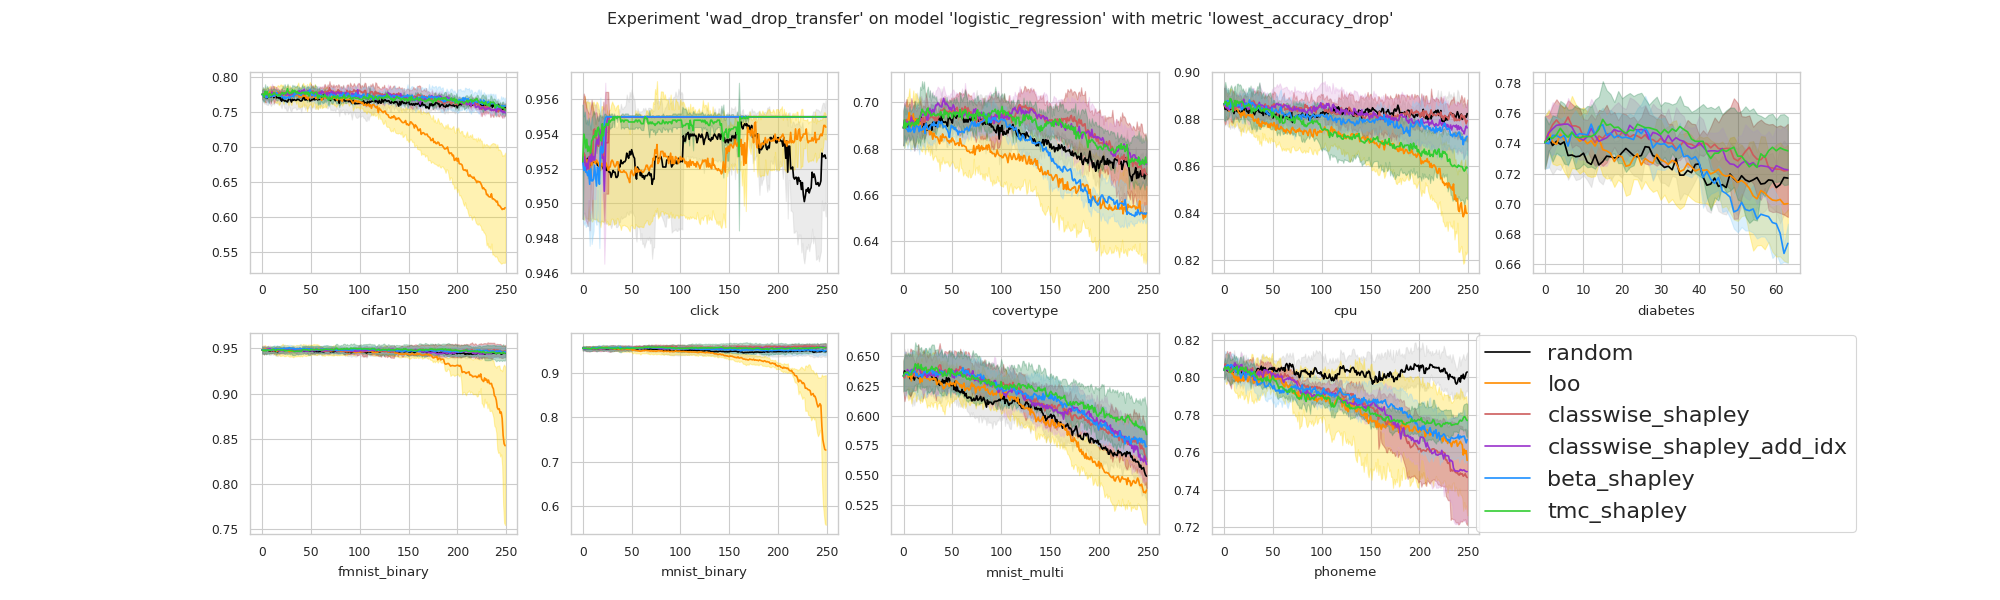 Experiment 'wad_drop_transfer' on model 'logistic_regression' with metric 'lowest_accuracy_drop'
0.80
0.75
0.70
0.65
0.60
0.55
0 50 100 150 200 250
cifar10
0.956
0.954
0.952
0.950
0.948
0.946
0 50 100 150 200 250
click
0.70
0.68
0.66
0.64
0 50 100 150 200 250
covertype
0.90
0.88
0.86
0.84
0.82
0 50 100 150 200 250
cpu
0.78
0.76
0.74
0.72
0.70
0.68
0.66
0 10 20 30 40 50 60
diabetes
0.95
0.90
0.85
0.80
0.75
0 50 100 150 200 250
fmnist_binary
0.9
0.8
0.7
0.6
0 50 100 150 200 250
mnist_binary
0.650
0.625
0.600
0.575
0.550
0.525
0 50 100 150 200 250
mnist_multi
0.82
0.80
0.78
0.76
0.74
0.72
0 50 100 150 200 250
phoneme
random
loo
classwise_shapley
classwise_shapley_add_idx
beta_shapley
tmc_shapley